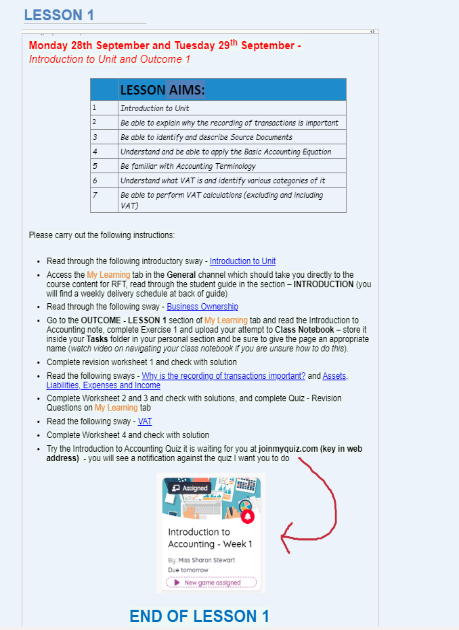 LESSON 1
Monday 28th September and Tuesday 29th September -
Introduction to Unit and Outcome 1
LESSON AIMS:
1 Introduction to Unit
2 Be able to explain why the recording of transactions is important
3 Be able to identify and describe Source Documents
4 Understand and be able to apply the Basic Accounting Equation
5 Be familiar with Accounting Terminology
6 Understand what VAT is and identify various categories of it
7 Be able to perform VAT calculations (excluding and including
VAT)
Please carry out the following instructions:
• Read through the following introductory sway - Introduction to Unit
• Access the My Learning tab in the General channel which should take you directly to the
course content for RFT, read through the student guide in the section – INTRODUCTION (you
will find a weekly delivery schedule at back of guide)
• Read through the following sway - Business Ownership
• Go to the OUTCOME - LESSON 1 section of My Learning tab and read the Introduction to
Accounting note, complete Exercise 1 and upload your attempt to Class Notebook – store it
inside your Tasks folder in your personal section and be sure to give the page an appropriate
name (watch video on navigating your class notebook if you are unsure how to do this).
• Complete revision worksheet 1 and check with solution
• Read the following sways - Why is the recording of transactions important? and Assets,
Liabilities, Expenses and Income
• Complete Worksheet 2 and 3 and check with solutions, and complete Quiz - Revision
Questions on My Learning tab
• Read the following sway - VAT
• Complete Worksheet 4 and check with solution
• Try the Introduction to Accounting Quiz it is waiting for you at joinmyquiz.com (key in web
address) - you will see a notification against the quiz I want you to do
Assigned
Introduction to
Accounting - Week 1
By: Miss Sharon Stewart
Due tomorrow
New game assigned
END OF LESSON 1